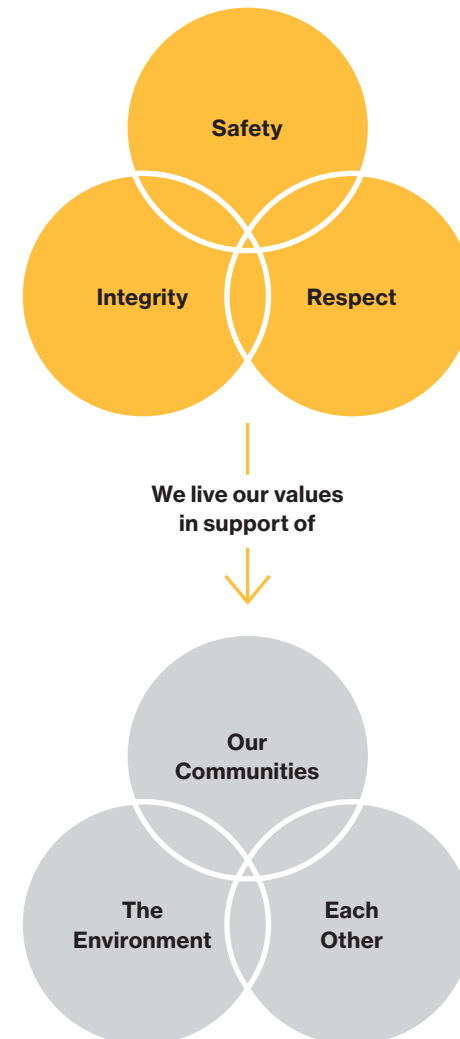 Safety
Integrity
Respect
We live our values
in support of
Our
Communities
The
Environment
Each
Other